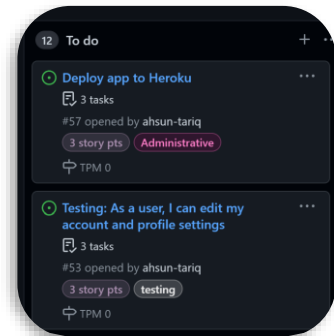 12 To do
Deploy app to Heroku
3 tasks
#57 opened by ahsun-tariq
3 story pts Administrative
TPM 0
Testing: As a user, I can edit my
account and profile settings
3 tasks
#53 opened by ahsun-tariq
3 story pts testing
TPM 0